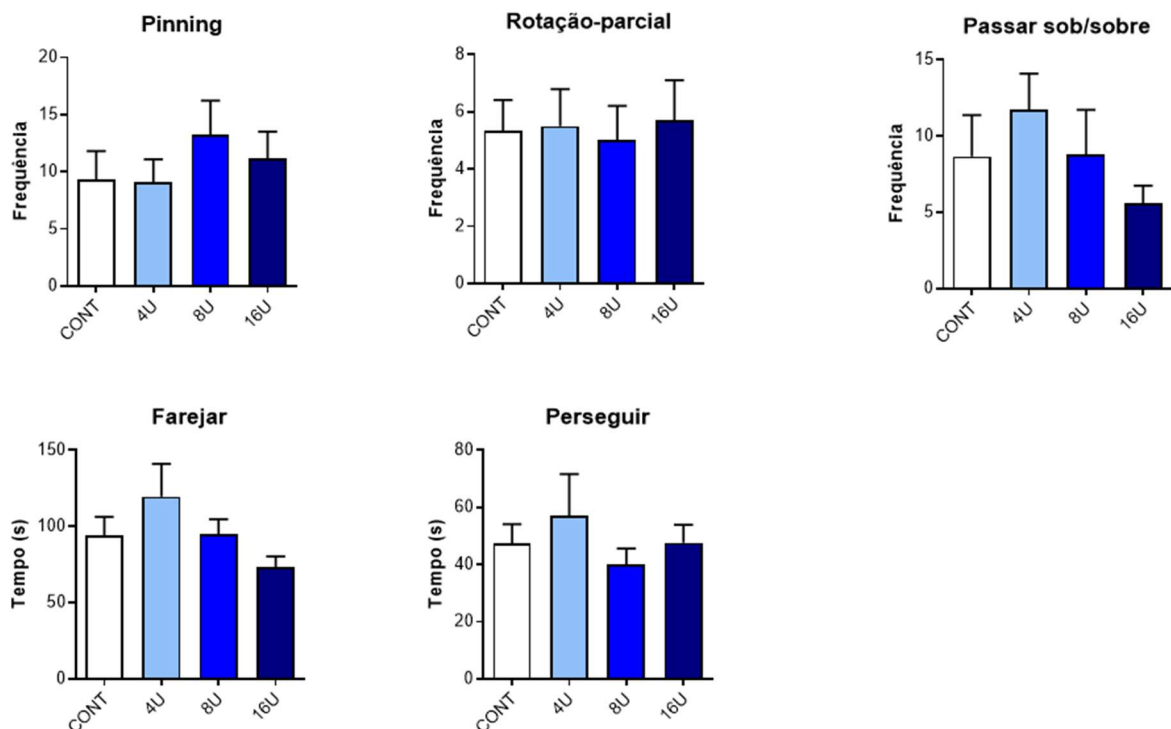 Pinning
Frequência
20
15
10
5
0
CONT 4U 8U 16U
Rotação-parcial
Frequência
8
6
4
2
0
CONT 4U 8U 16U
Passar sob/sobre
Frequência
15
10
5
0
CONT 4U 8U 16U
Farejar
Tempo (s)
150
100
50
0
CONT 4U 8U 16U
Perseguir
Tempo (s)
80
60
40
20
0
CONT 4U 8U 16U